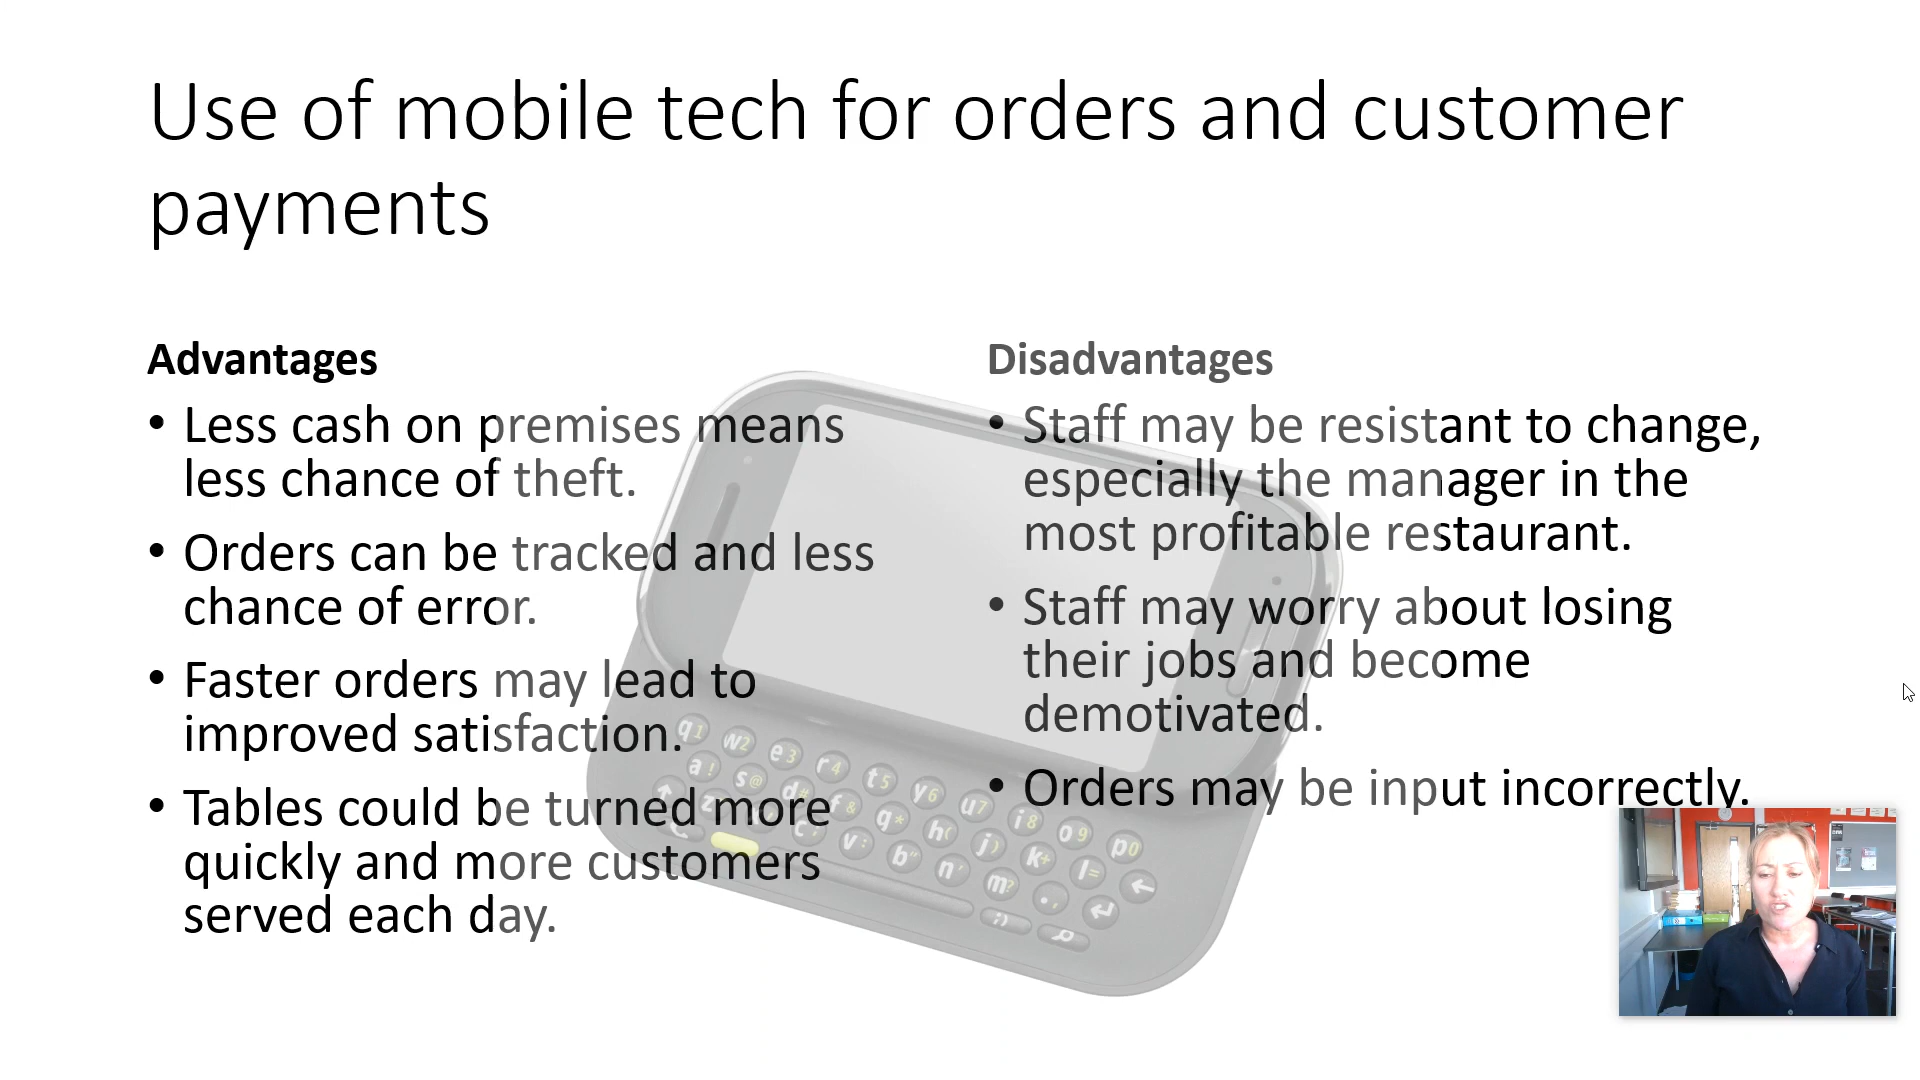 Use of mobile tech for orders and customer
payments
Advantages
• Less cash on premises means
less chance of theft.
• Orders can be tracked and less
chance of error.
• Faster orders may lead to
improved satisfaction.
• Tables could be turned more
quickly and more customers
served each day.
Disadvantages
• Staff may be resistant to change,
especially the manager in the
most profitable restaurant.
• Staff may worry about losing
their jobs and become
demotivated.
• Orders may be input incorrectly.